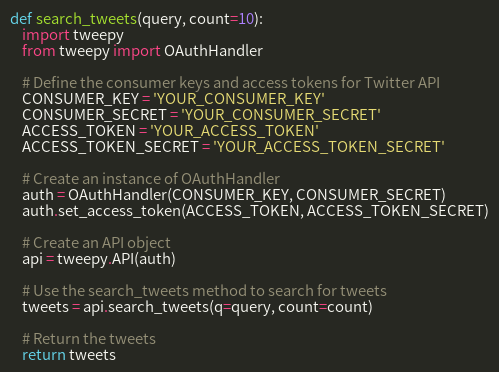 def search_tweets(query, count=10):
import tweepy
from tweepy import OAuthHandler
# Define the consumer keys and access tokens for Twitter API
CONSUMER_KEY = 'YOUR_CONSUMER_KEY'
CONSUMER_SECRET = 'YOUR_CONSUMER_SECRET'
ACCESS_TOKEN = 'YOUR_ACCESS_TOKEN'
ACCESS_TOKEN_SECRET = 'YOUR_ACCESS_TOKEN_SECRET'
# Create an instance of OAuthHandler
auth = OAuthHandler(CONSUMER_KEY, CONSUMER_SECRET)
auth.set_access_token(ACCESS_TOKEN, ACCESS_TOKEN_SECRET)
# Create an API object
api = tweepy.API(auth)
# Use the search_tweets method to search for tweets
tweets = api.search_tweets(q=query, count=count)
# Return the tweets
return tweets